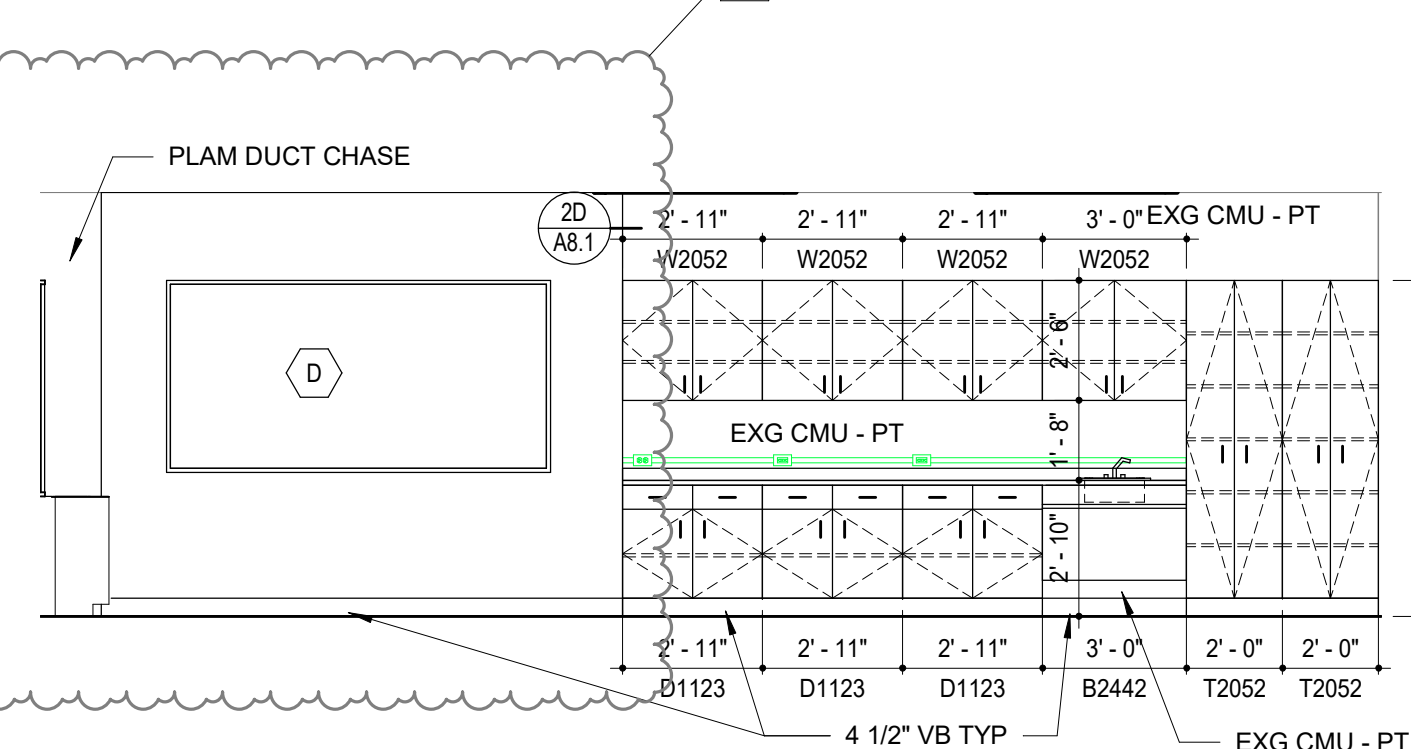 PLAM DUCT CHASE
2D
A8.1
2' - 11" 2' - 11" 2' - 11" 3' - 0" EXG CMU - PT
W2052 W2052 W2052 W2052
2' - 6"
D
EXG CMU - PT
1' - 8"
2' - 10"
2' - 11" 2' - 11" 2' - 11" 3' - 0" 2' - 0" 2' - 0"
D1123 D1123 D1123 B2442 T2052 T2052
4 1/2" VB TYP
EXG CMU - PT